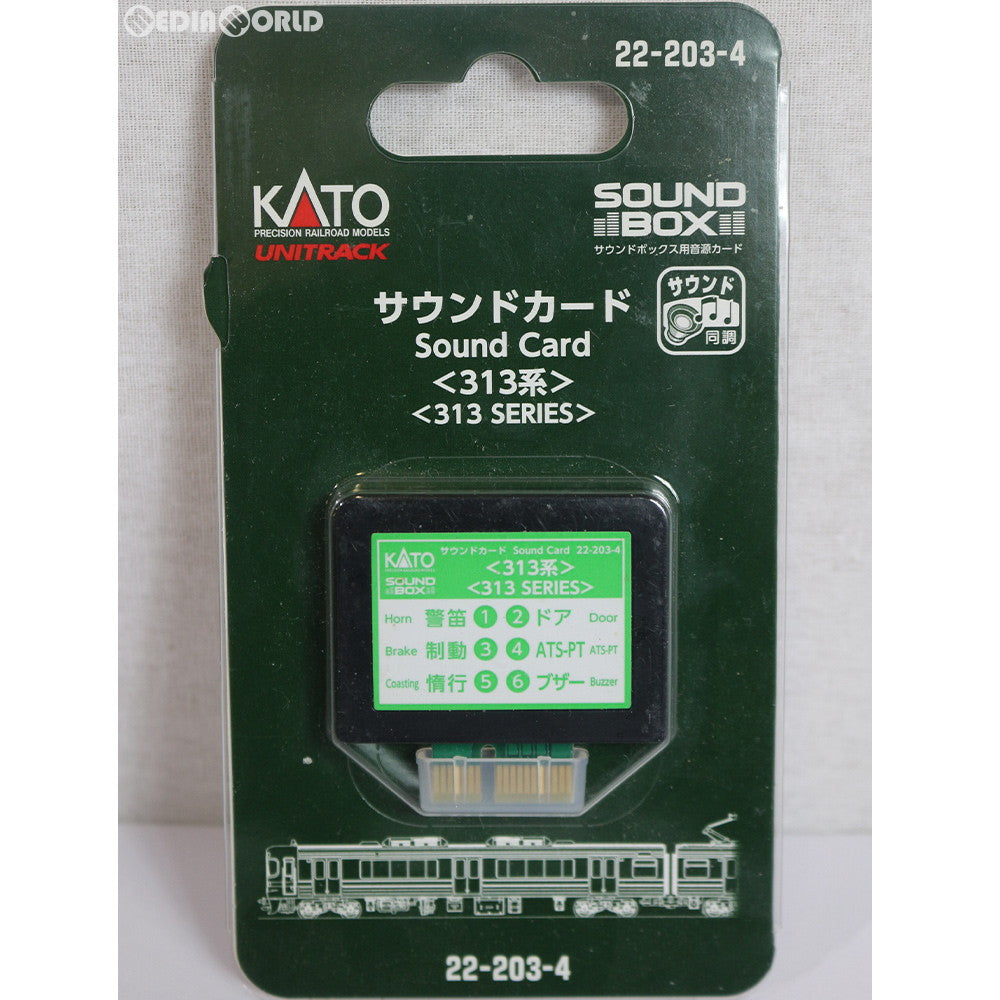 MEDIAWORLD
22-203-4
KATO
PRECISION RAILROAD MODELS
UNITRACK
SOUND
BOX
サウンドボックス用音源カード
サウンドカード
サウンド
同調
Sound Card
<313系>
<313 SERIES>
KATO
PRECISION RAILROAD MODELS
サウンドカード Sound Card 22-203-4
<313系>
SOUND
BOX
<313 SERIES>
Horn 警笛 1 2 ドア Door
Brake 制動 3 4 ATS-PT ATS-PT
Coasting 惰行 5 6 ブザー Buzzer
22-203-4